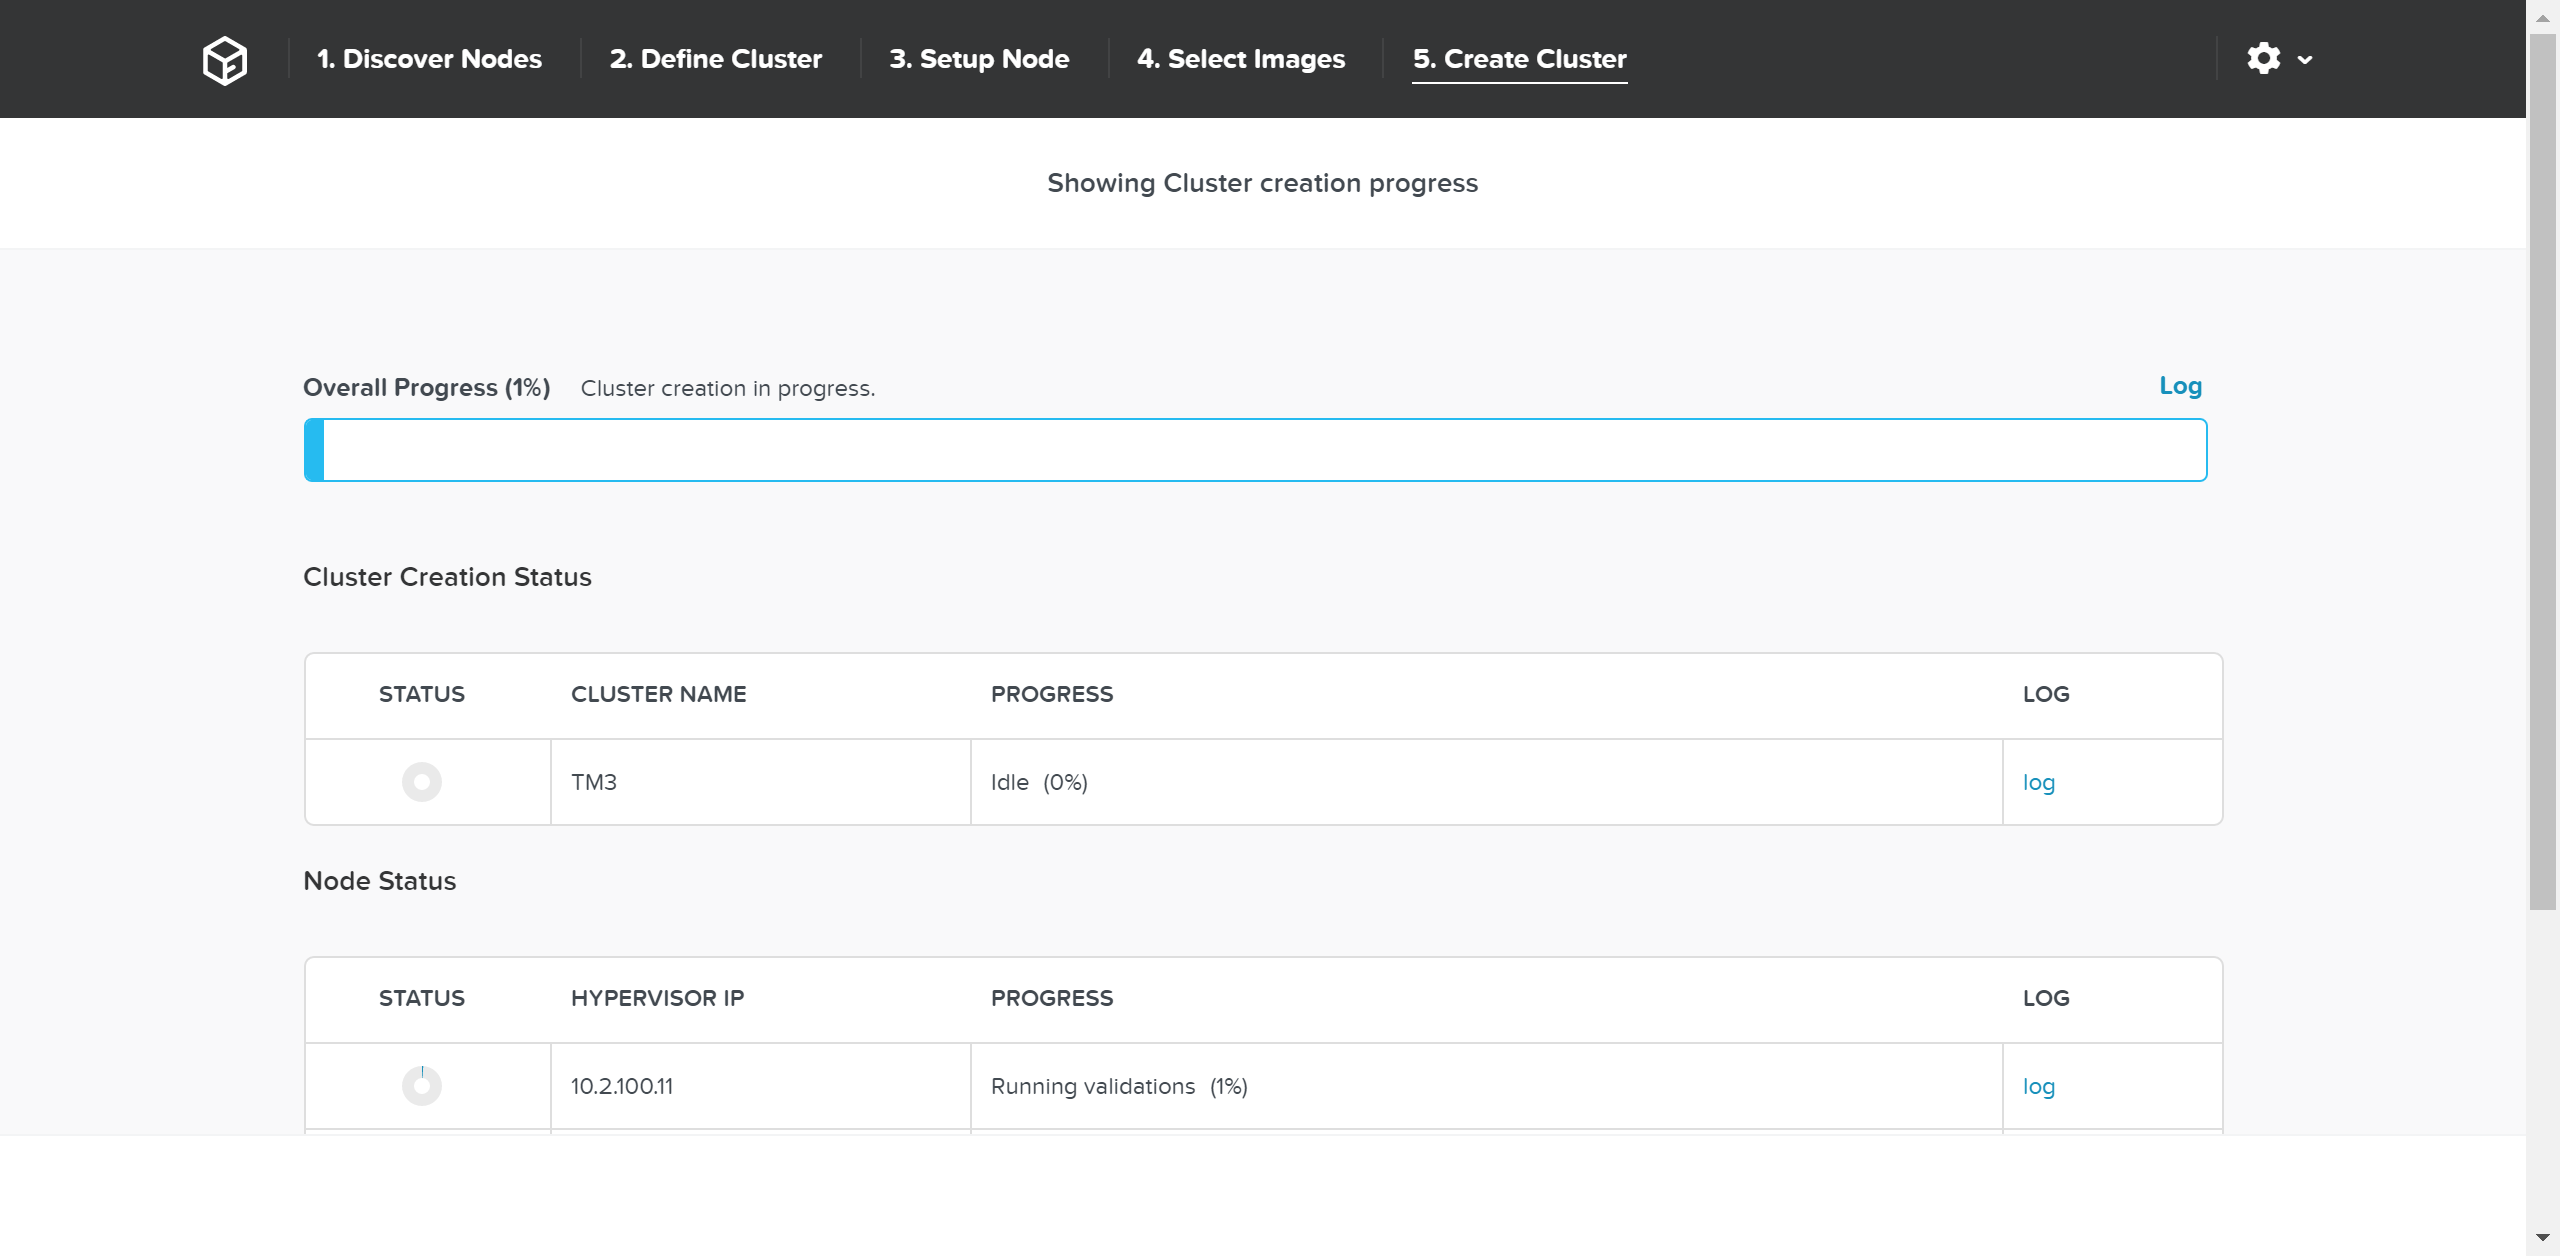 1. Discover Nodes 2. Define Cluster 3. Setup Node 4. Select Images 5. Create Cluster
Showing Cluster creation progress
Overall Progress (1%) Cluster creation in progress. Log
Cluster Creation Status
STATUS CLUSTER NAME PROGRESS LOG
TM3 Idle (0%) log
Node Status
STATUS HYPERVISOR IP PROGRESS LOG
10.2.100.11 Running validations (1%) log